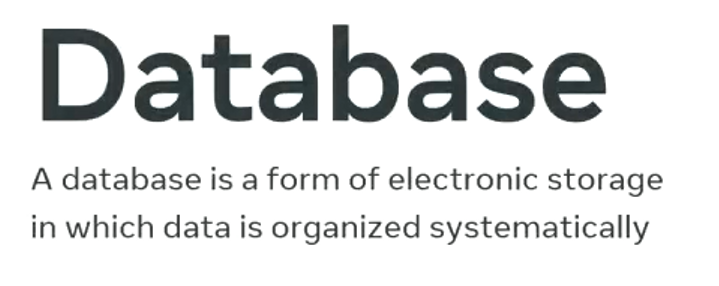 Database
A database is a form of electronic storage
in which data is organized systematically